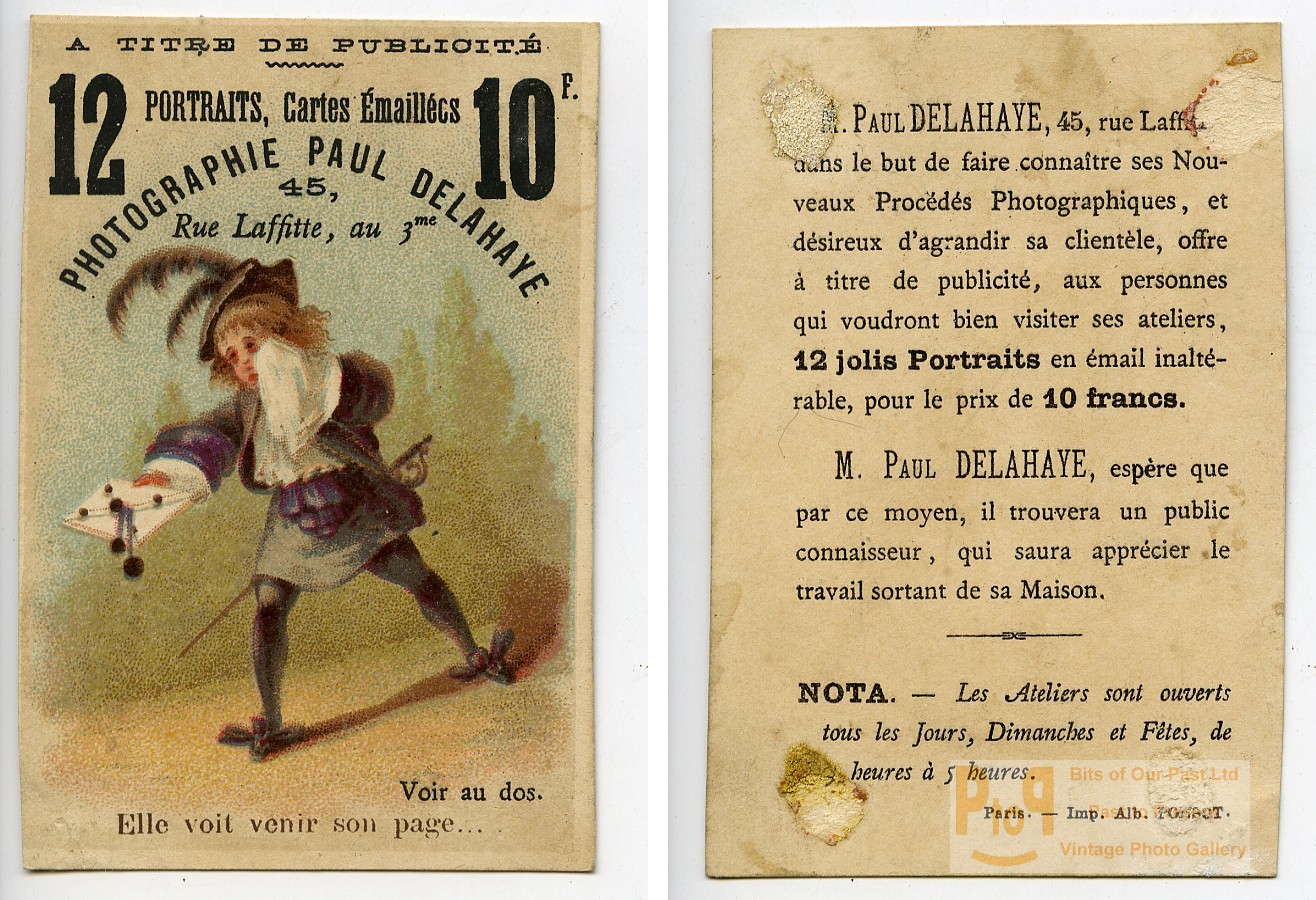 A TITRE DE PUBLICITÉ
12 PORTRAITS, Cartes Émaillées 10 F.
PHOTOGRAPHIE PAUL DELAHAYE
45,
Rue Laffitte, au 3me
Voir au dos.
Elle voit venir son page...
M. PAUL DELAHAYE, 45, rue
dans le but de faire connaître ses Nou-
veaux Procédés Photographiques, et
désireux d'agrandir sa clientèle, offre
à titre de publicité, aux personnes
qui voudront bien visiter ses ateliers,
12 jolis Portraits en émail inalté-
rable, pour le prix de 10 francs.
M. PAUL DELAHAYE, espère que
par ce moyen, il trouvera un public
connaisseur, qui saura apprécier le
travail sortant de sa Maison.
NOTA. — Les Ateliers sont ouverts
tous les Jours, Dimanches et Fêtes, de
heures à 5 heures.
Bits of Our Past Ltd
Paris. — Imp. Alb.
Vintage Photo Gallery